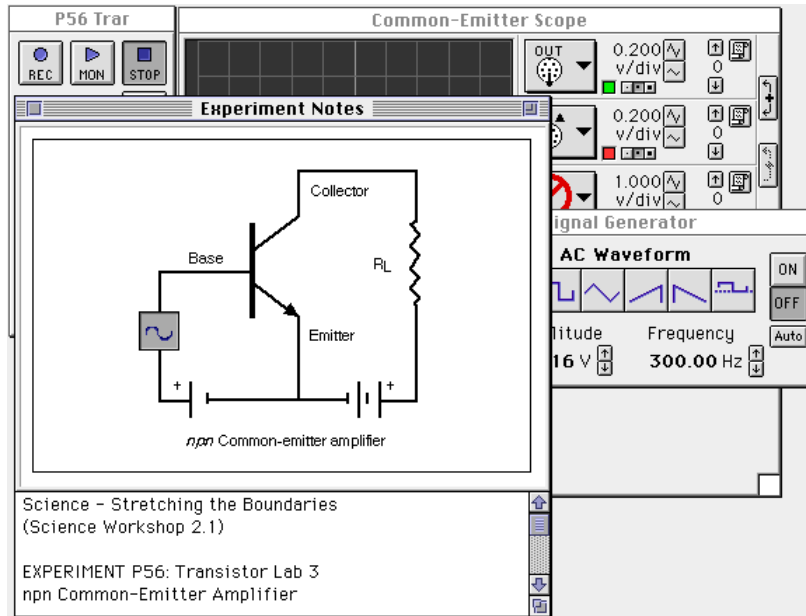 P56 Trar
Common-Emitter Scope
REC MON STOP
OUT
0.200
v/div
0
0.200
v/div
0
1.000
v/div
0
Experiment Notes
Collector
Base
RL
Emitter
+
+
npn Common-emitter amplifier
ignal Generator
AC Waveform
ON
OFF
Auto
litude Frequency
16 V 300.00 Hz
Science - Stretching the Boundaries
(Science Workshop 2.1)
EXPERIMENT P56: Transistor Lab 3
npn Common-Emitter Amplifier